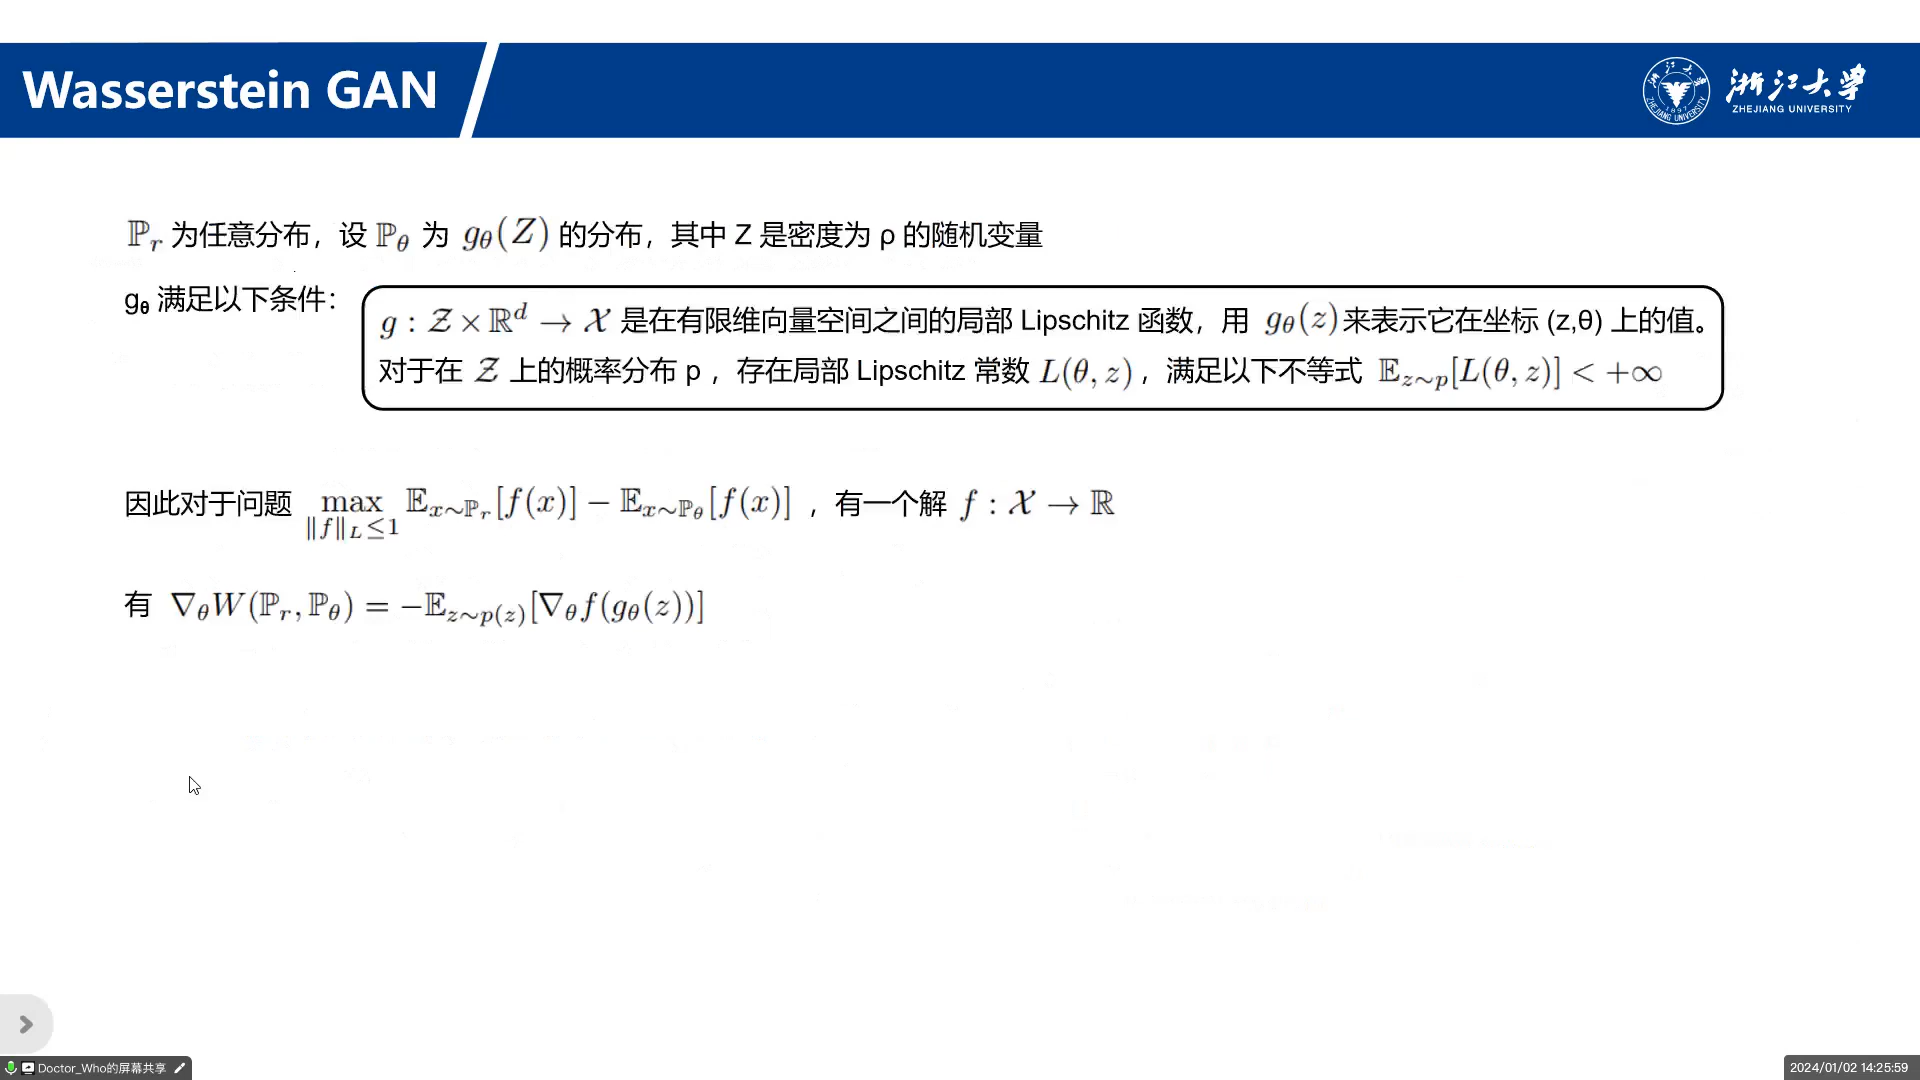 Wasserstein GAN
浙江大学
ZHEJIANG UNIVERSITY
ℙ_r 为任意分布，设 ℙ_θ 为 g_θ(Z) 的分布，其中 Z 是密度为 ρ 的随机变量
g_θ 满足以下条件：
g : 𝒵 × ℝ^d → 𝒳 是在有限维向量空间之间的局部 Lipschitz 函数，用 g_θ(z)来表示它在坐标 (z,θ) 上的值。
对于在 𝒵 上的概率分布 p ，存在局部 Lipschitz 常数 L(θ, z)，满足以下不等式 𝔼_{z∼p}[L(θ, z)] < +∞
因此对于问题 max_{‖f‖_L≤1} 𝔼_{x∼ℙ_r}[f(x)] − 𝔼_{x∼ℙ_θ}[f(x)] ，有一个解 f : 𝒳 → ℝ
有 ∇_θ W(ℙ_r, ℙ_θ) = −𝔼_{z∼p(z)}[∇_θ f(g_θ(z))]
Doctor_Who的屏幕共享
2024/01/02 14:25:59